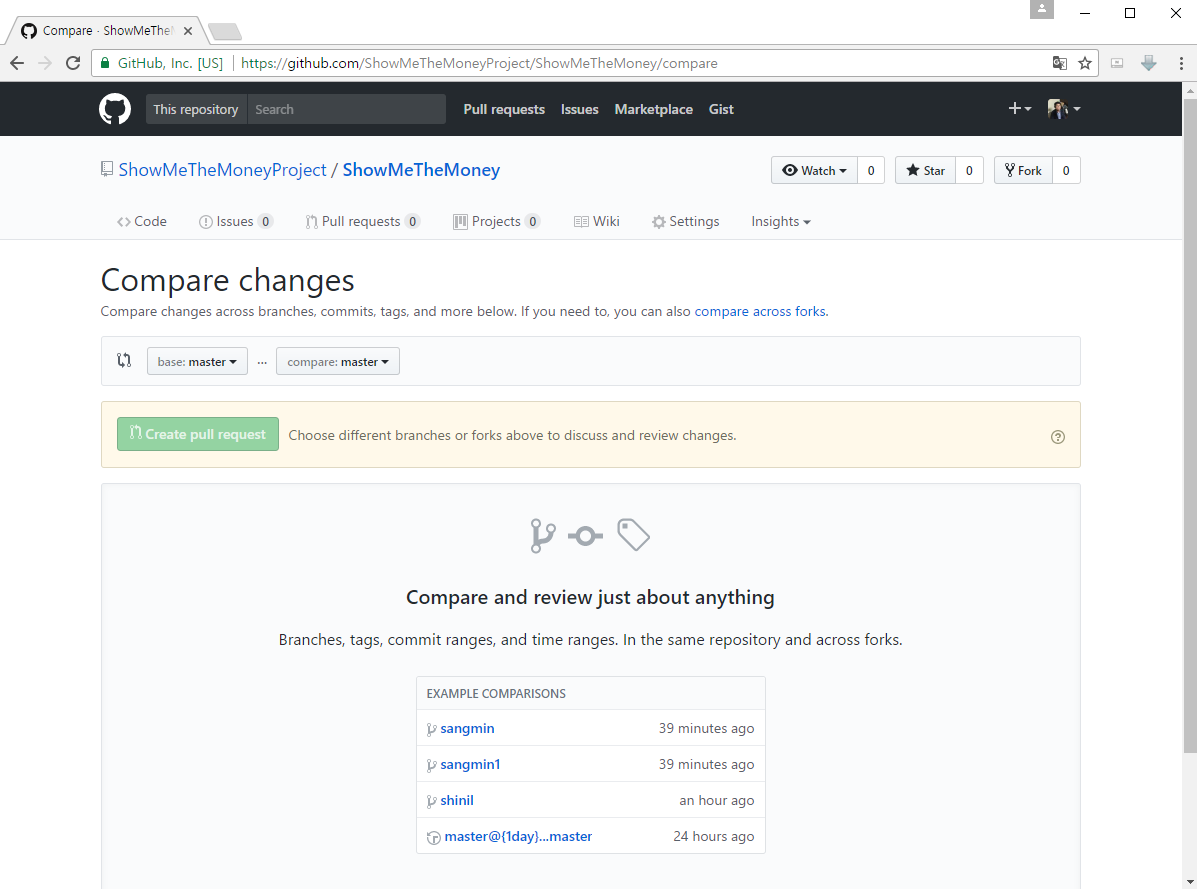 Compare · ShowMeTheM
GitHub, Inc. [US] https://github.com/ShowMeTheMoneyProject/ShowMeTheMoney/compare
This repository Search Pull requests Issues Marketplace Gist
ShowMeTheMoneyProject / ShowMeTheMoney Watch 0 Star 0 Fork 0
Code Issues 0 Pull requests 0 Projects 0 Wiki Settings Insights
Compare changes
Compare changes across branches, commits, tags, and more below. If you need to, you can also compare across forks.
base: master ... compare: master
Create pull request Choose different branches or forks above to discuss and review changes.
Compare and review just about anything
Branches, tags, commit ranges, and time ranges. In the same repository and across forks.
EXAMPLE COMPARISONS
sangmin 39 minutes ago
sangmin1 39 minutes ago
shinil an hour ago
master@{1day}...master 24 hours ago